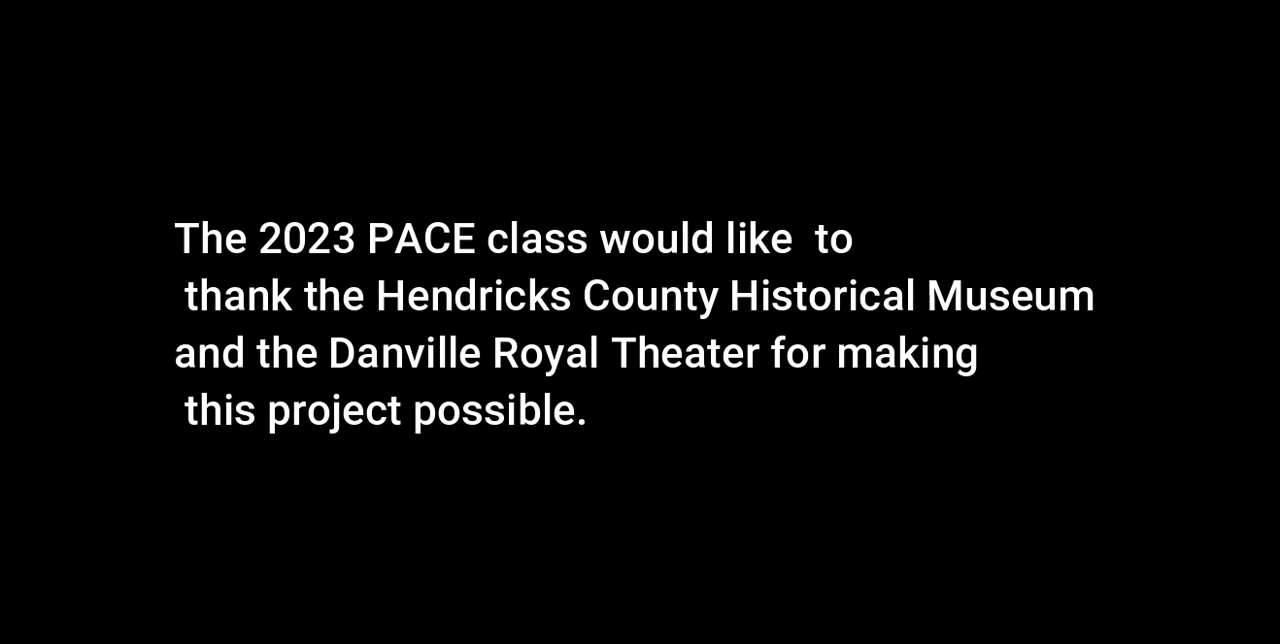 The 2023 PACE class would like  to
 thank the Hendricks County Historical Museum
and the Danville Royal Theater for making
 this project possible.